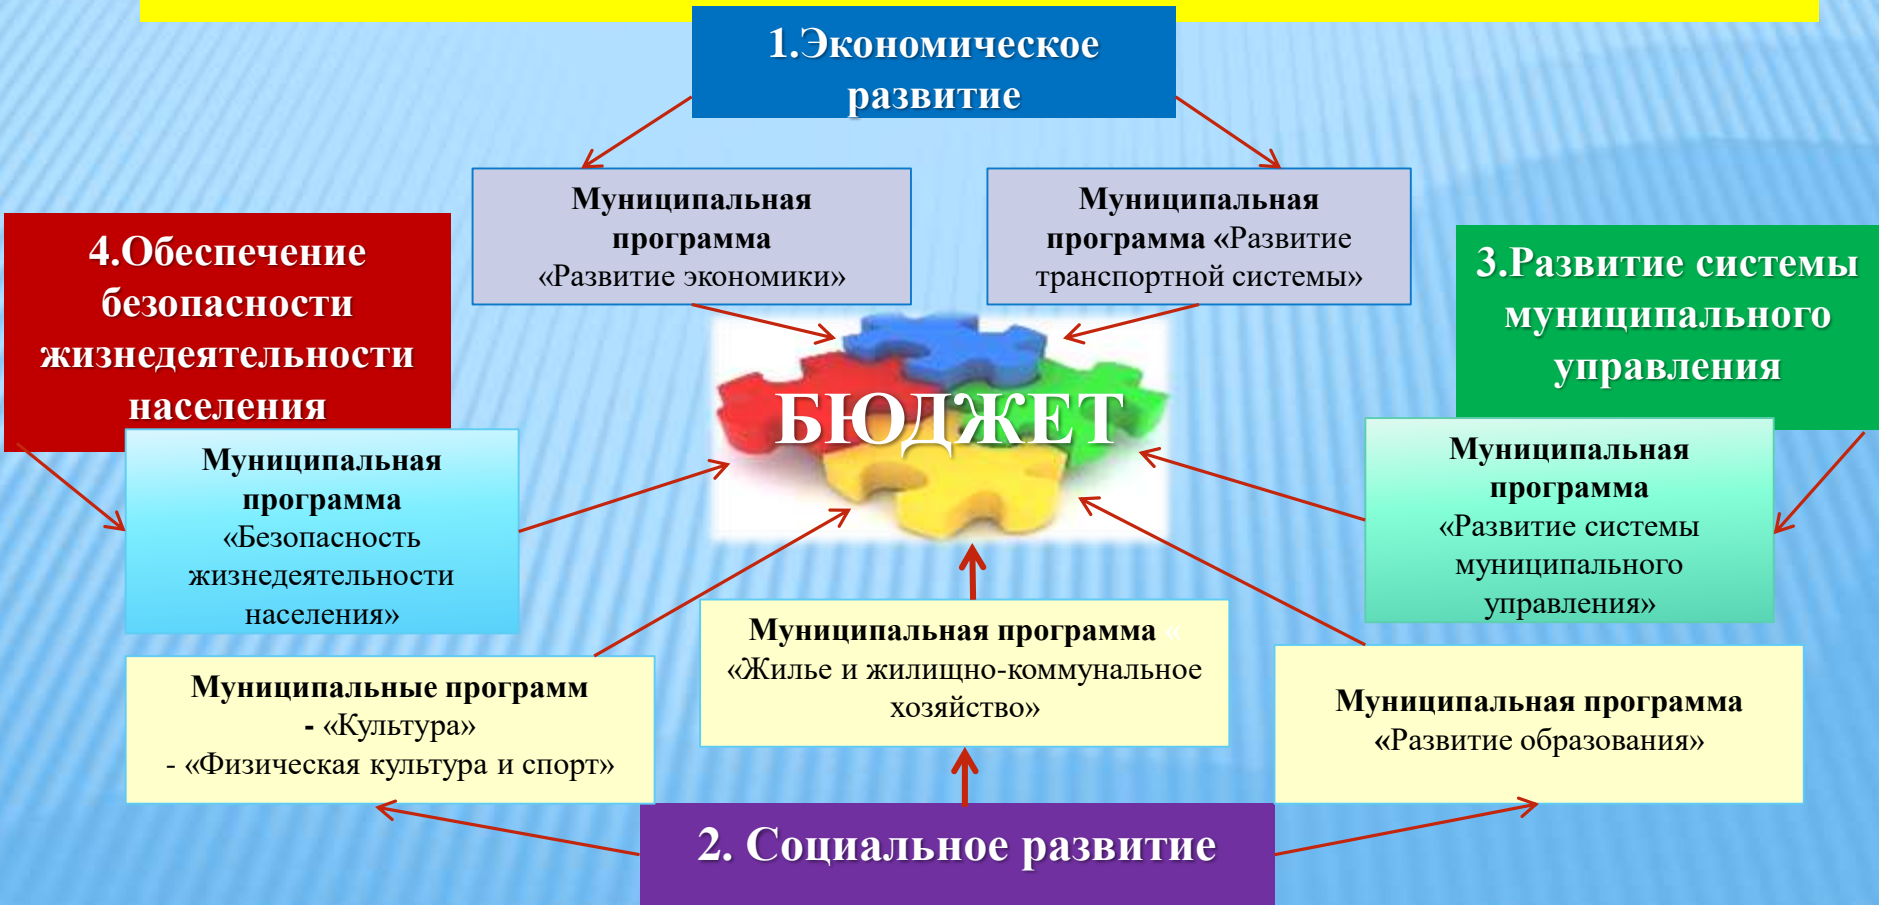 1.Экономическое
развитие
Муниципальная
программа
«Развитие экономики»
Муниципальная
программа «Развитие
транспортной системы»
4.Обеспечение
безопасности
жизнедеятельности
населения
3.Развитие системы
муниципального
управления
БЮДЖЕТ
Муниципальная
программа
«Безопасность
жизнедеятельности
населения»
Муниципальная
программа
«Развитие системы
муниципального
управления»
Муниципальные программ
- «Культура»
- «Физическая культура и спорт»
Муниципальная программа «
«Жилье и жилищно-коммунальное
хозяйство»
Муниципальная программа
«Развитие образования»
2. Социальное развитие